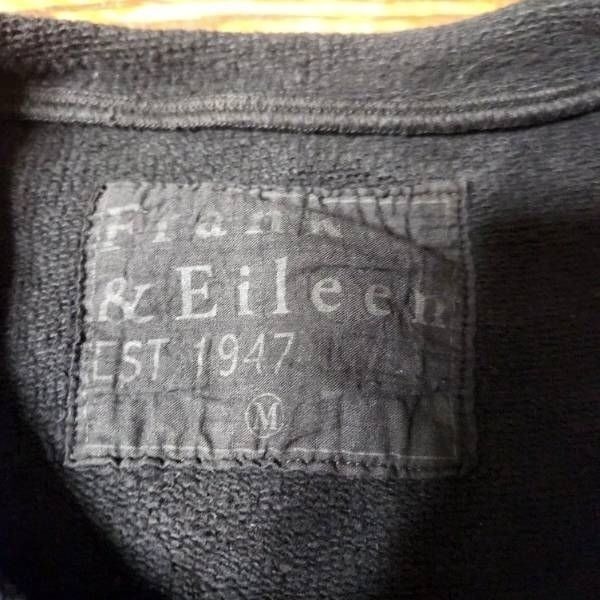 Frank
& Eileen
EST 1947
M